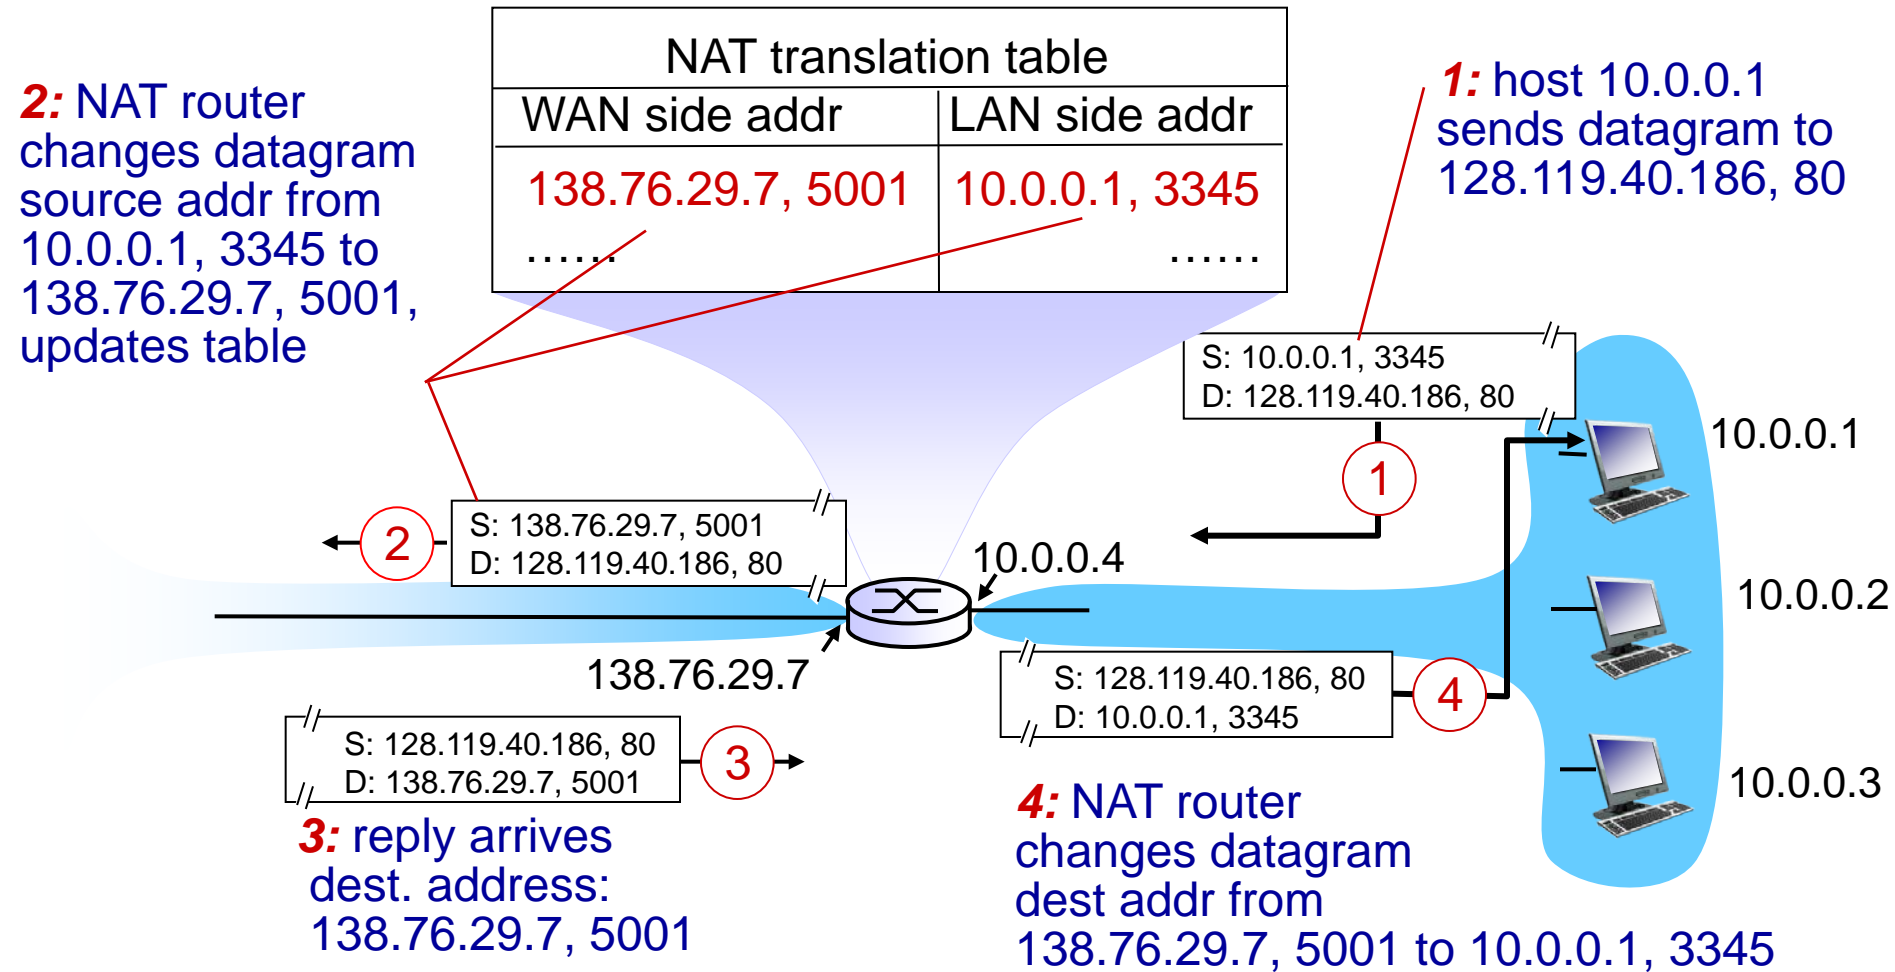 NAT translation table
WAN side addr
LAN side addr
138.76.29.7, 5001
10.0.0.1, 3345
……
……
2: NAT router
changes datagram
source addr from
10.0.0.1, 3345 to
138.76.29.7, 5001,
updates table
1: host 10.0.0.1
sends datagram to
128.119.40.186, 80
S: 10.0.0.1, 3345
D: 128.119.40.186, 80
1
10.0.0.1
2
S: 138.76.29.7, 5001
D: 128.119.40.186, 80
10.0.0.4
10.0.0.2
138.76.29.7
S: 128.119.40.186, 80
D: 10.0.0.1, 3345
4
S: 128.119.40.186, 80
D: 138.76.29.7, 5001
3
10.0.0.3
3: reply arrives
dest. address:
138.76.29.7, 5001
4: NAT router
changes datagram
dest addr from
138.76.29.7, 5001 to 10.0.0.1, 3345